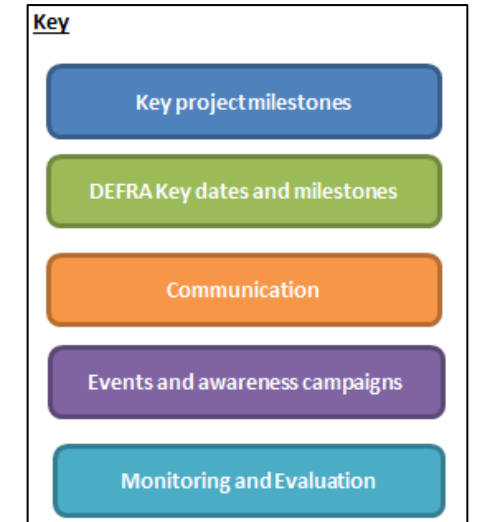 Key
Key project milestones
DEFRA Key dates and milestones
Communication
Events and awareness campaigns
Monitoring and Evaluation